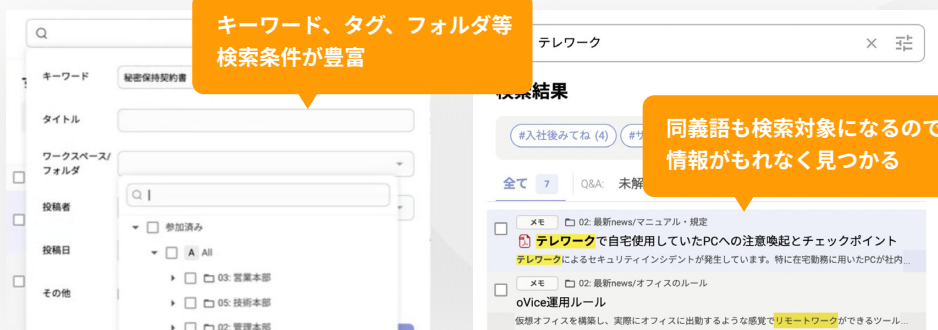 キーワード、タグ、フォルダ等
検索条件が豊富
キーワード
秘密保持契約書
タイトル
ワークスペース/
フォルダ
投稿者
投稿日
その他
参加済み
A All
03: 営業本部
05: 技術本部
02: 管理本部
テレワーク
結果
同義語も検索対象になるので
情報がもれなく見つかる
#入社後みてね (4)
全て 7 Q&A: 未解
メモ 02: 最新news/マニュアル・規定
テレワークで自宅使用していたPCへの注意喚起とチェックポイント
テレワークによるセキュリティインシデントが発生しています。特に在宅勤務に用いたPCが社内...
メモ 02: 最新news/オフィスのルール
oVice運用ルール
仮想オフィスを構築し、実際にオフィスに出勤するような感覚でリモートワークができるツール...